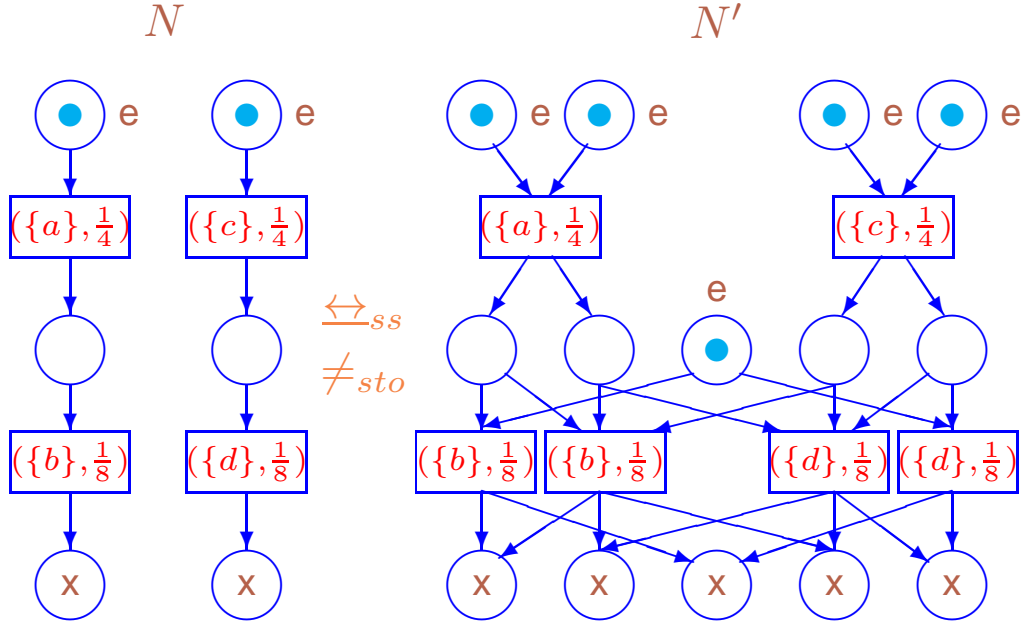 N N′
e e e e e e
({a}, 1/4) ({c}, 1/4) ({a}, 1/4) ({c}, 1/4)
e
↔ss
≠sto
({b}, 1/8) ({d}, 1/8) ({b}, 1/8) ({b}, 1/8) ({d}, 1/8) ({d}, 1/8)
x x x x x x x